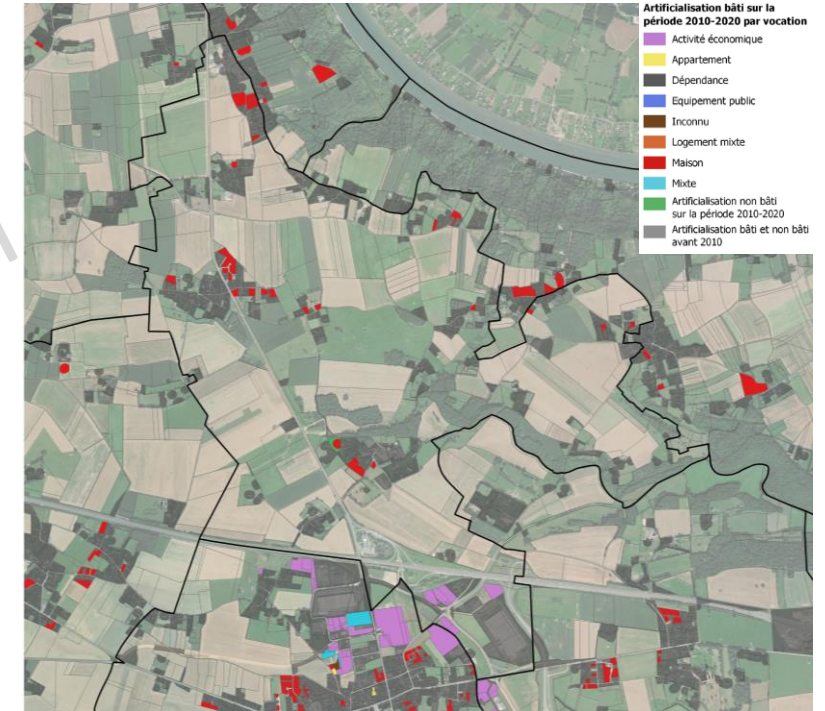 Artificialisation bâti sur la
période 2010-2020 par vocation
Activité économique
Appartement
Dépendance
Equipement public
Inconnu
Logement mixte
Maison
Mixte
Artificialisation non bâti
sur la période 2010-2020
Artificialisation bâti et non bâti
avant 2010